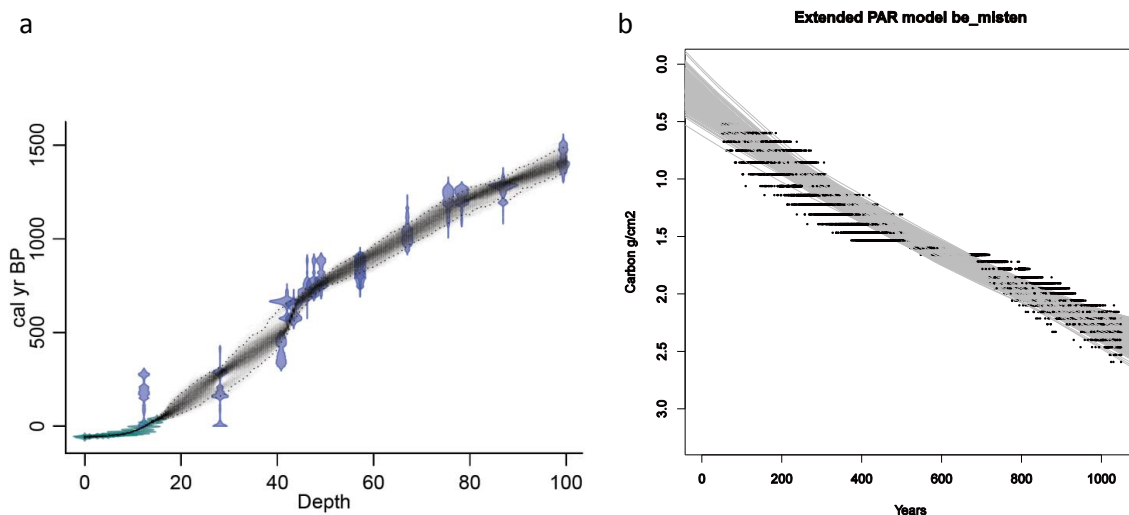 a
1500
1000
500
0
cal yr BP
0 20 40 60 80 100
Depth
b
Extended PAR model be_misten
0.0
0.5
1.0
1.5
2.0
2.5
3.0
Carbon g/cm2
0 200 400 600 800 1000
Years